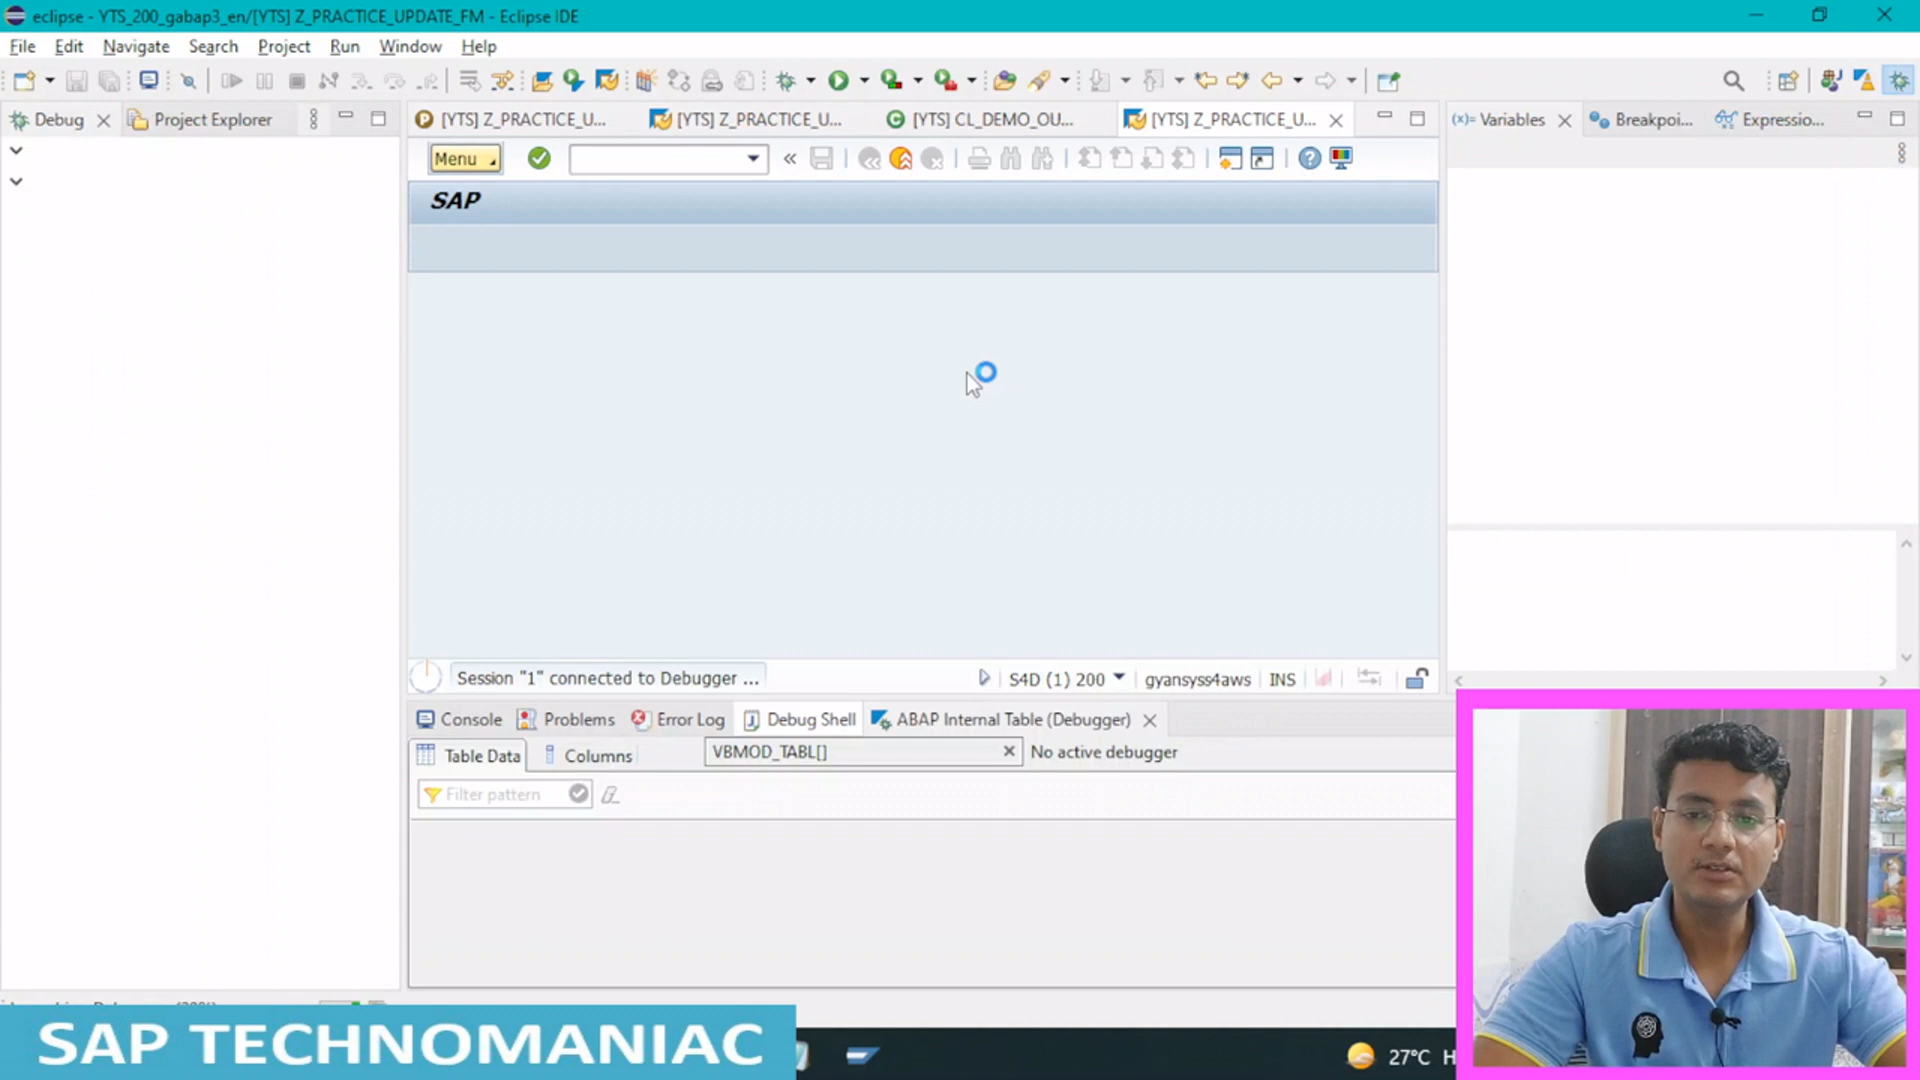 eclipse - YTS_200_gabap3_en/[YTS] Z_PRACTICE_UPDATE_FM - Eclipse IDE
File Edit Navigate Search Project Run Window Help
Debug Project Explorer
[YTS] Z_PRACTICE_U... [YTS] Z_PRACTICE_U... [YTS] CL_DEMO_OU... [YTS] Z_PRACTICE_U...
(x)= Variables Breakpoi... Expressio...
Menu
SAP
Session "1" connected to Debugger ... S4D (1) 200 gyansyss4aws INS
Console Problems Error Log Debug Shell ABAP Internal Table (Debugger)
Table Data Columns VBMOD_TABL[] No active debugger
Filter pattern
SAP TECHNOMANIAC
27°C